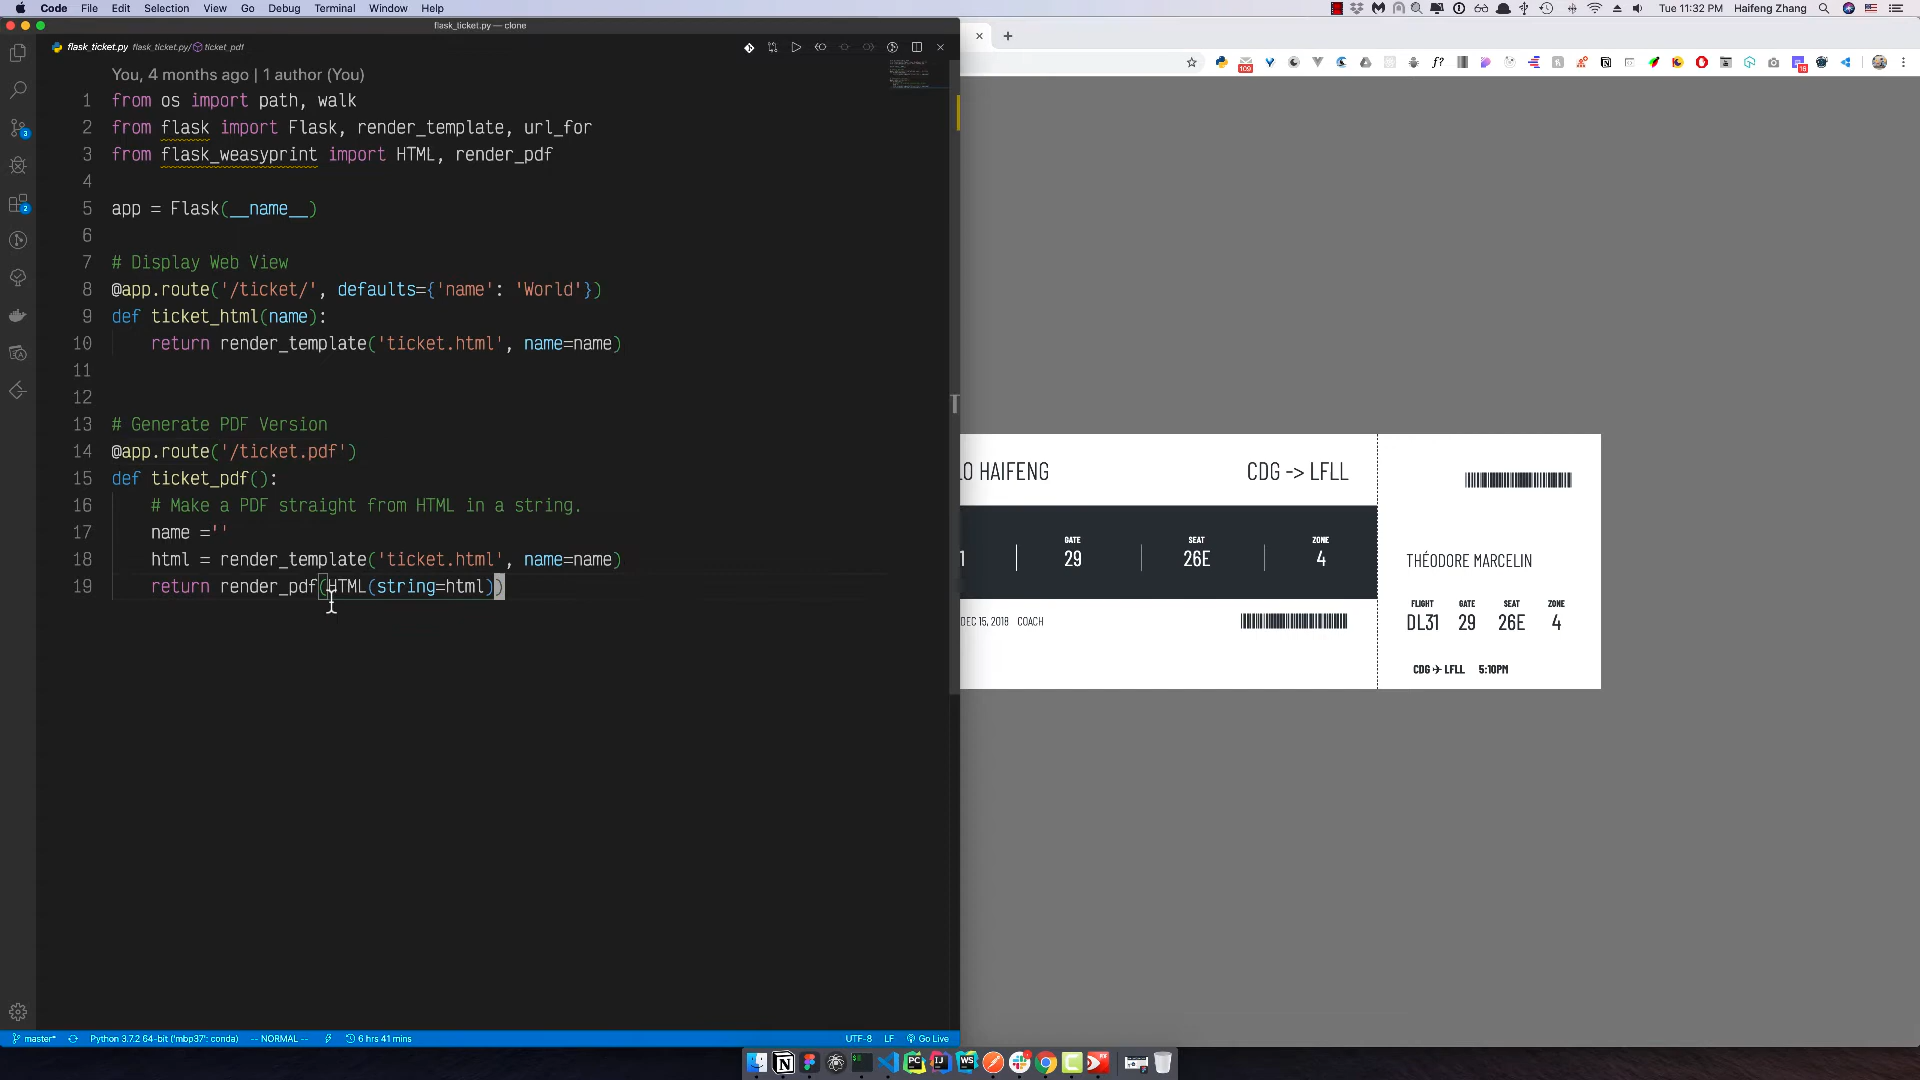 Code File Edit Selection View Go Debug Terminal Window Help
Tue 11:32 PM Haifeng Zhang
flask_ticket.py — clone
flask_ticket.py flask_ticket.py/ ticket_pdf
You, 4 months ago | 1 author (You)
1 from os import path, walk
2 from flask import Flask, render_template, url_for
3 from flask_weasyprint import HTML, render_pdf
4
5 app = Flask(__name__)
6
7 # Display Web View
8 @app.route('/ticket/', defaults={'name': 'World'})
9 def ticket_html(name):
10 return render_template('ticket.html', name=name)
11
12
13 # Generate PDF Version
14 @app.route('/ticket.pdf')
15 def ticket_pdf():
16 # Make a PDF straight from HTML in a string.
17 name =''
18 html = render_template('ticket.html', name=name)
19 return render_pdf(HTML(string=html))
3
2
master* Python 3.7.2 64-bit ('mbp37': conda) -- NORMAL -- 6 hrs 41 mins UTF-8 LF Go Live
109
f?
16
T
LO HAIFENG CDG -> LFLL
GATE SEAT ZONE
1 29 26E 4
DEC 15, 2018 COACH
THÉODORE MARCELIN
FLIGHT GATE SEAT ZONE
DL31 29 26E 4
CDG ✈ LFLL 5:10PM
PC IJ WS